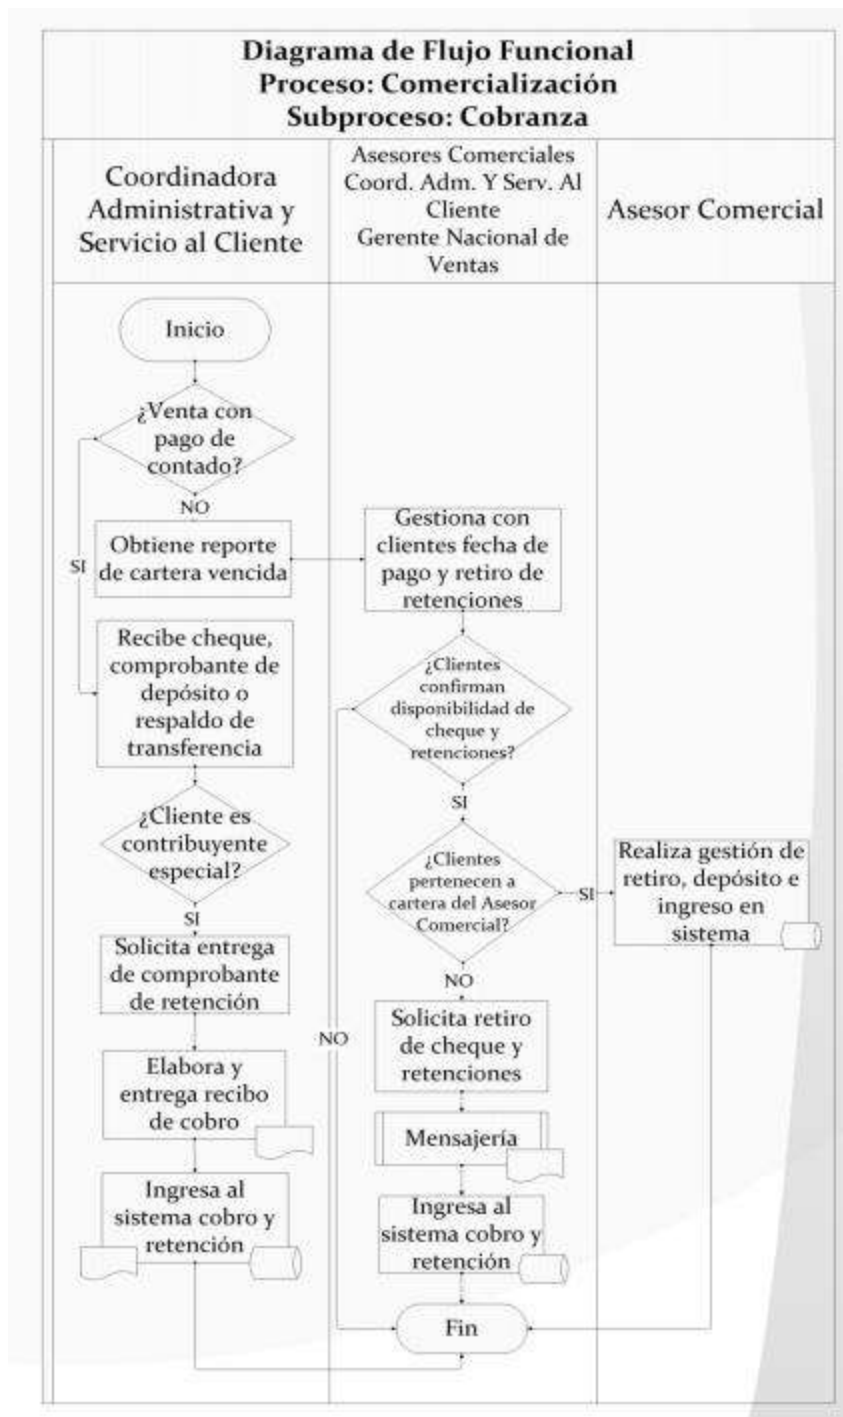 Diagrama de Flujo Funcional
Proceso: Comercialización
Subproceso: Cobranza
Coordinadora
Administrativa y
Servicio al Cliente
Asesores Comerciales
Coord. Adm. Y Serv. Al
Cliente
Gerente Nacional de
Ventas
Asesor Comercial
Inicio
¿Venta con
pago de
contado?
NO
SI
Obtiene reporte
de cartera vencida
Recibe cheque,
comprobante de
depósito o
respaldo de
transferencia
¿Cliente es
contribuyente
especial?
SI
Solicita entrega
de comprobante
de retención
Elabora y
entrega recibo
de cobro
Ingresa al
sistema cobro y
retención
Gestiona con
clientes fecha de
pago y retiro de
retenciones
¿Clientes
confirman
disponibilidad de
cheque y
retenciones?
SI
NO
¿Clientes
pertenecen a
cartera del Asesor
Comercial?
SI
NO
Solicita retiro
de cheque y
retenciones
Mensajería
Ingresa al
sistema cobro y
retención
Fin
Realiza gestión de
retiro, depósito e
ingreso en
sistema